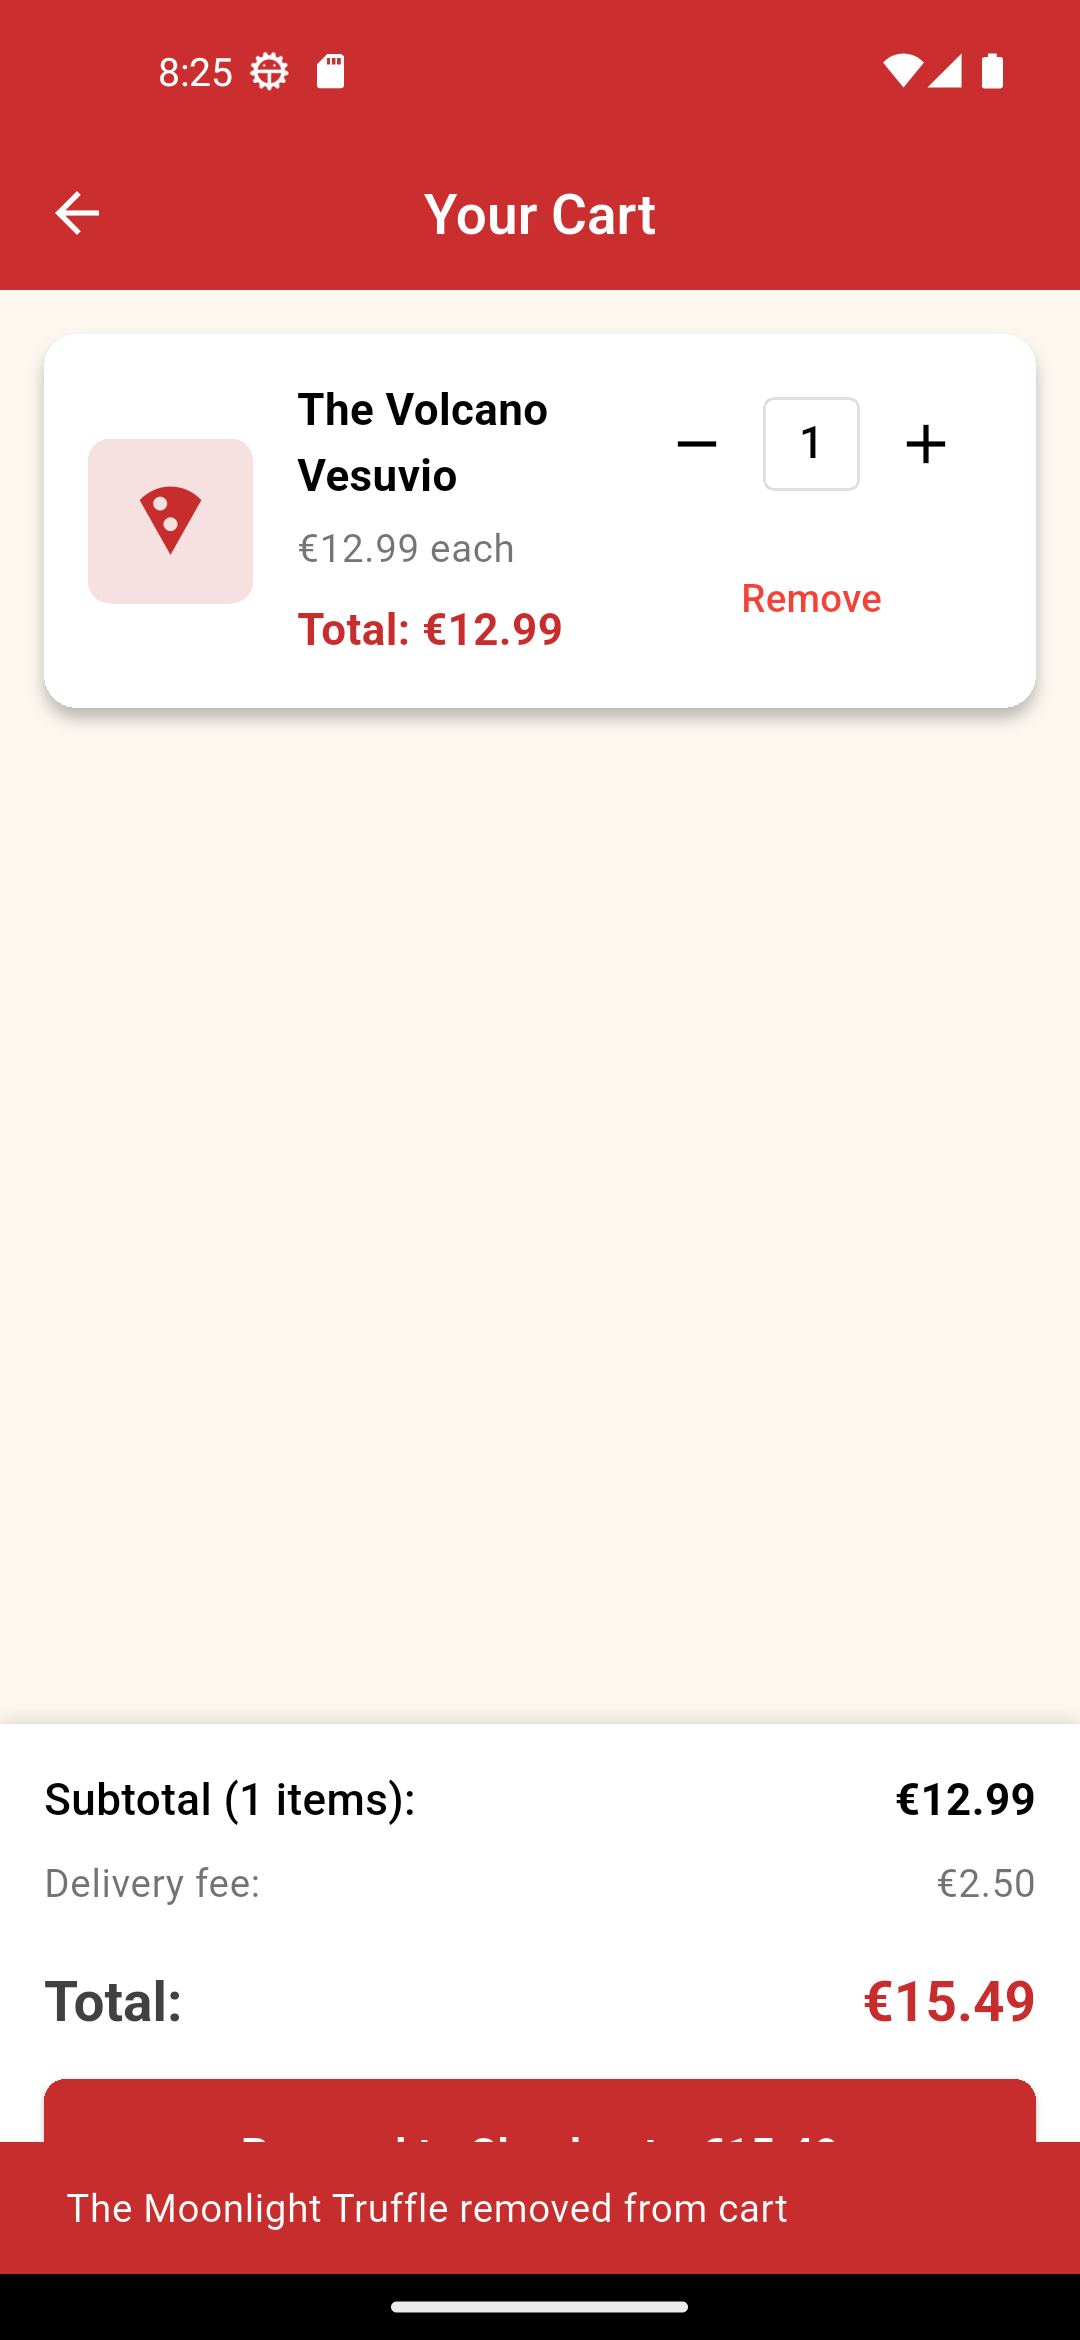 8:25
Your Cart
The Volcano
Vesuvio
€12.99 each
Total: €12.99
1
Remove
Subtotal (1 items):
€12.99
Delivery fee:
€2.50
Total:
€15.49
The Moonlight Truffle removed from cart